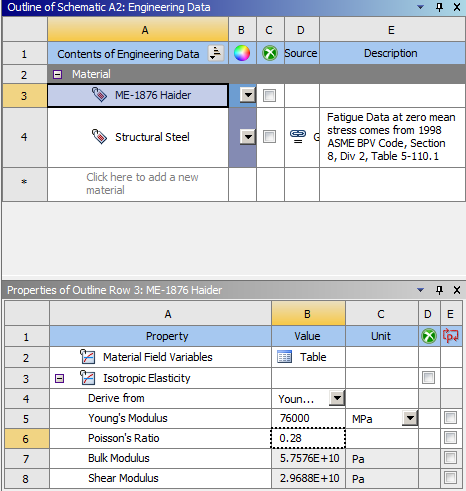 Outline of Schematic A2: Engineering Data
A B C D E
1 Contents of Engineering Data Source Description
2 Material
3 ME-1876 Haider
4 Structural Steel G
Fatigue Data at zero mean
stress comes from 1998
ASME BPV Code, Section
8, Div 2, Table 5-110.1
* Click here to add a new
material
Properties of Outline Row 3: ME-1876 Haider
A B C D E
1 Property Value Unit
2 Material Field Variables Table
3 Isotropic Elasticity
4 Derive from Youn...
5 Young's Modulus 76000 MPa
6 Poisson's Ratio 0.28
7 Bulk Modulus 5.7576E+10 Pa
8 Shear Modulus 2.9688E+10 Pa